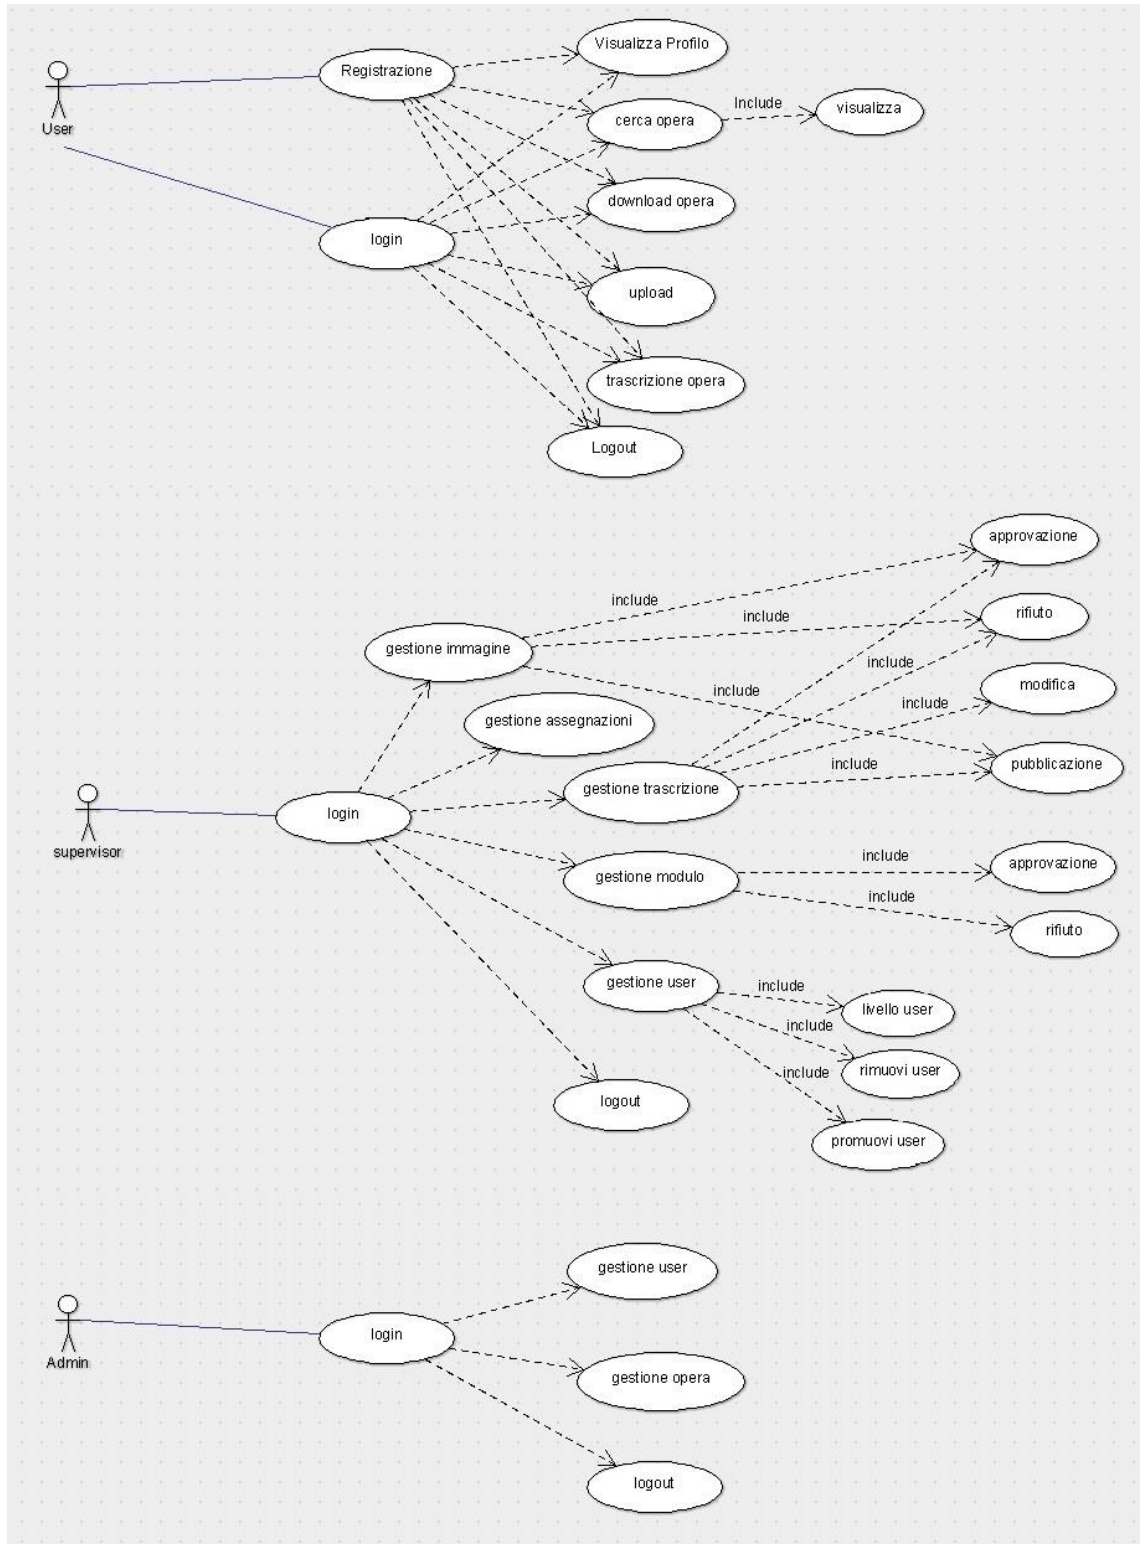 Visualizza Profilo
Registrazione
Include
visualizza
cerca opera
User
download opera
login
upload
trascrizione opera
Logout
approvazione
include
rifiuto
include
gestione immagine
include
modifica
include
include
gestione assegnazioni
pubblicazione
include
gestione trascrizione
login
supervisor
include
approvazione
gestione modulo
include
rifiuto
gestione user
include
livello user
include
rimuovi user
include
logout
promuovi user
gestione user
login
Admin
gestione opera
logout